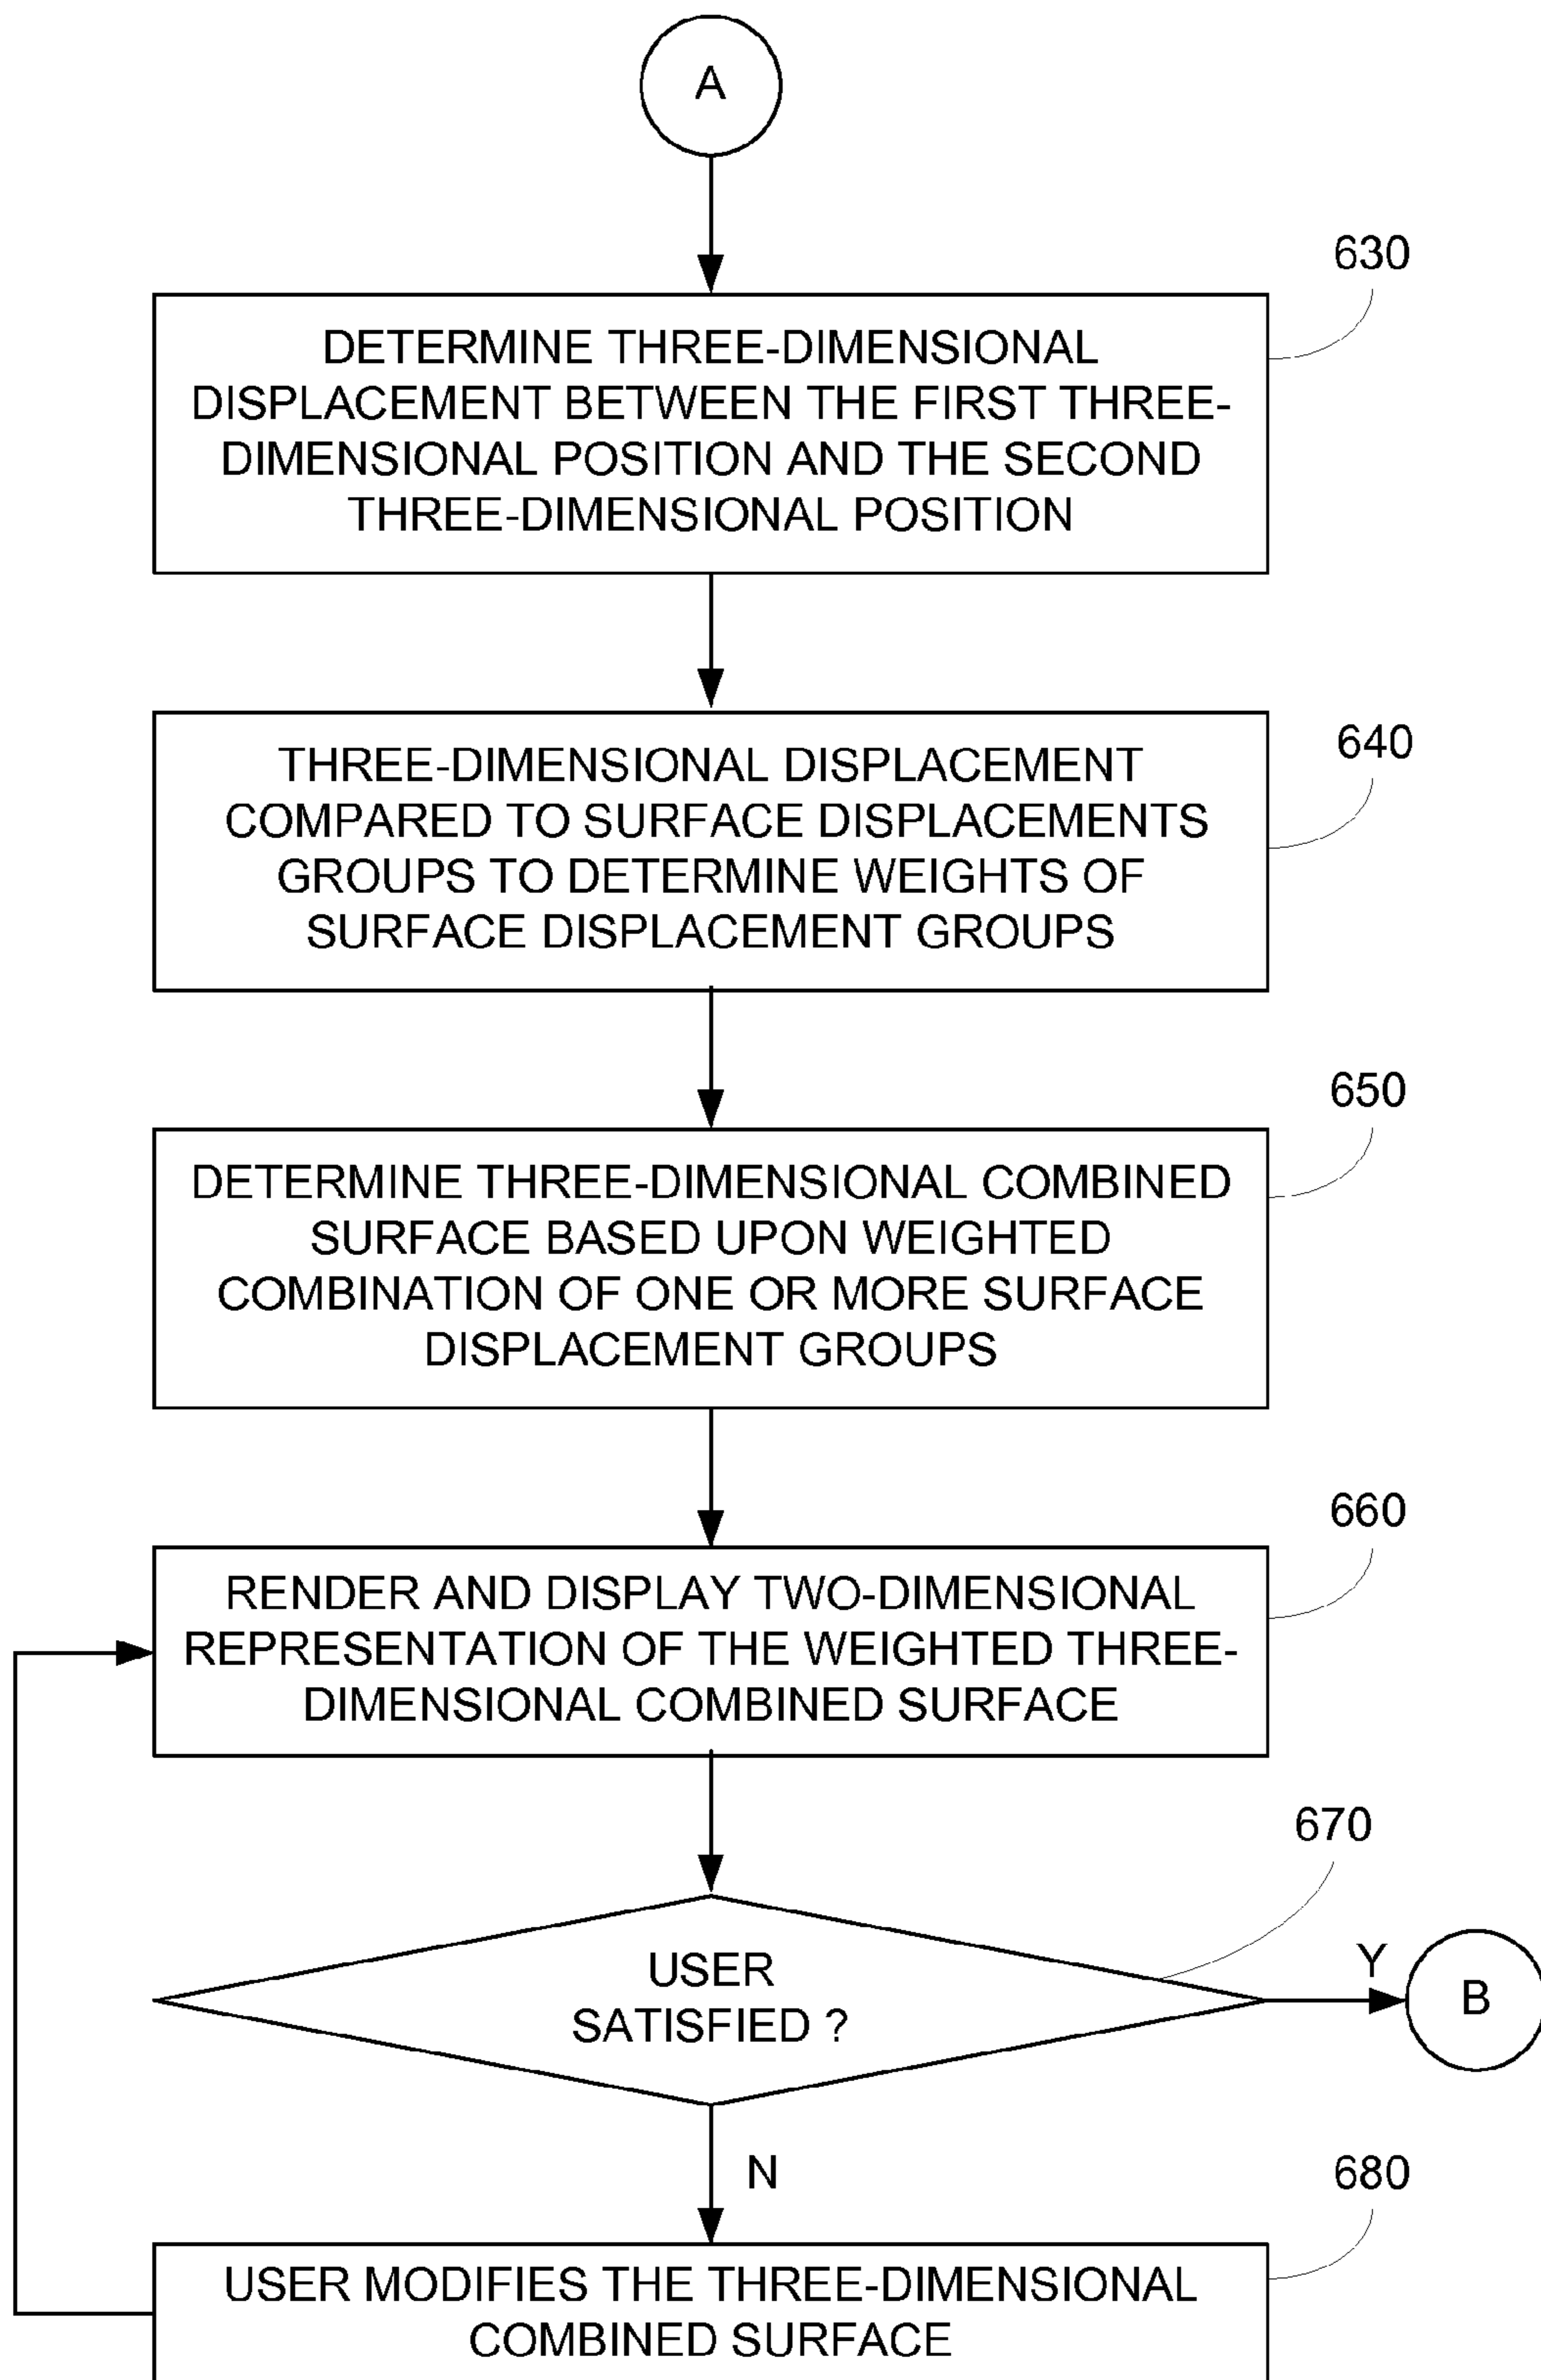 A
630
DETERMINE THREE-DIMENSIONAL
DISPLACEMENT BETWEEN THE FIRST THREE-
DIMENSIONAL POSITION AND THE SECOND
THREE-DIMENSIONAL POSITION
640
THREE-DIMENSIONAL DISPLACEMENT
COMPARED TO SURFACE DISPLACEMENTS
GROUPS TO DETERMINE WEIGHTS OF
SURFACE DISPLACEMENT GROUPS
650
DETERMINE THREE-DIMENSIONAL COMBINED
SURFACE BASED UPON WEIGHTED
COMBINATION OF ONE OR MORE SURFACE
DISPLACEMENT GROUPS
660
RENDER AND DISPLAY TWO-DIMENSIONAL
REPRESENTATION OF THE WEIGHTED THREE-
DIMENSIONAL COMBINED SURFACE
670
USER
SATISFIED ?
Y
B
N
680
USER MODIFIES THE THREE-DIMENSIONAL
COMBINED SURFACE